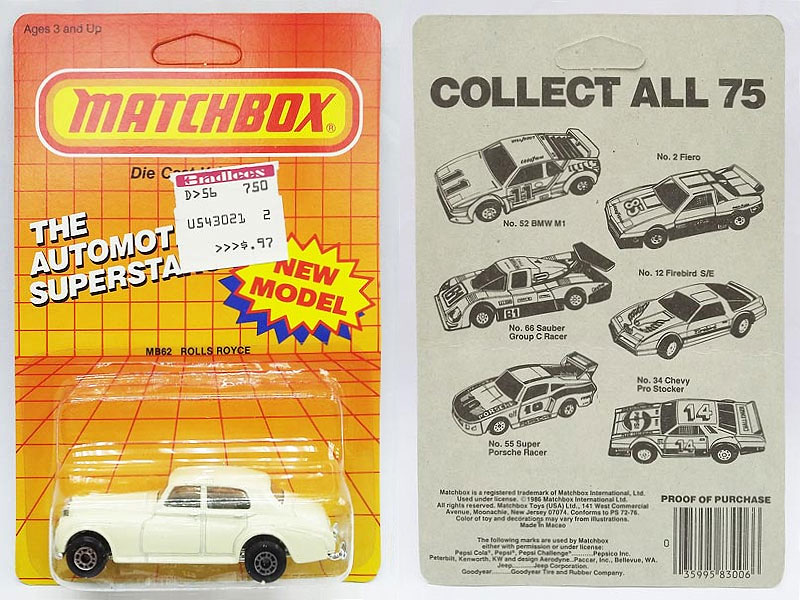 Ages 3 and Up
MATCHBOX®
Die Cast
Bradlees
D>56 750
U543021 2
>>>$.97
THE
AUTOMOT
SUPERSTA
NEW
MODEL
MB62 ROLLS ROYCE
COLLECT ALL 75
No. 2 Fiero
11
No. 52 BMW M1
No. 12 Firebird S/E
61
No. 66 Sauber
Group C Racer
No. 34 Chevy
Pro Stocker
PORSCHE
10
14
14
No. 55 Super
Porsche Racer
Matchbox is a registered trademark of Matchbox International, Ltd.
Used under license. ©1986 Matchbox International, Ltd.
All rights reserved. Matchbox Toys (USA) Ltd., 141 West Commercial
Avenue, Moonachie, New Jersey 07074. Conforms to PS 72-76.
Color of toy and decorations may vary from illustrations.
Made in Macao
PROOF OF PURCHASE
The following marks are used by Matchbox
either with permission or under license:
Pepsi Cola®, Pepsi®, Pepsi Challenge®...........Pepsico Inc.
Peterbilt, Kenworth, KW and design Aerodyne..Paccar, Inc., Bellevue, WA.
Jeep..........Jeep Corporation.
Goodyear..........Goodyear Tire and Rubber Company.
0 35995 83006